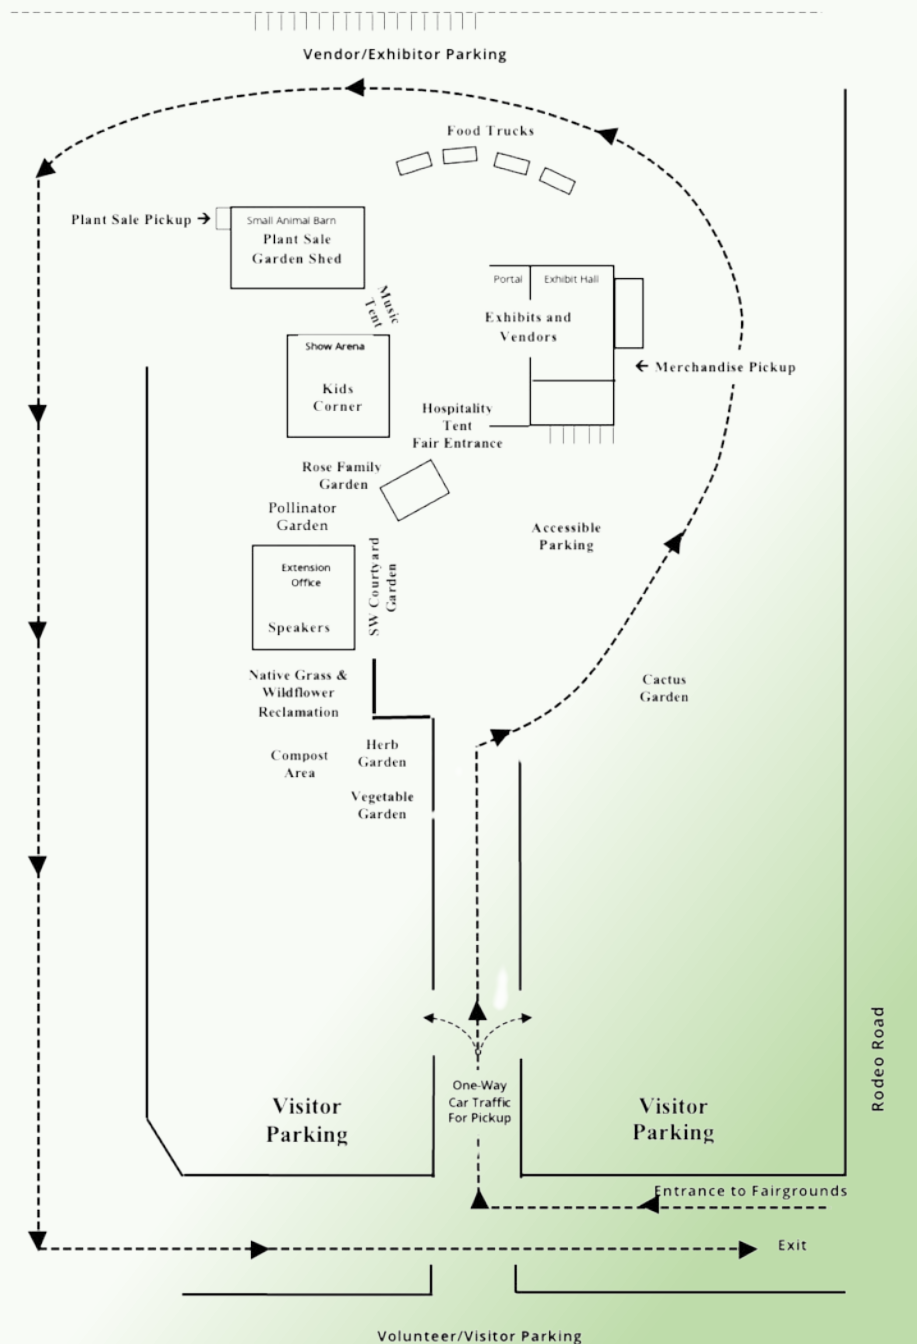 Vendor/Exhibitor Parking
Food Trucks
Plant Sale Pickup →
Small Animal Barn
Plant Sale
Garden Shed
Music
Tent
Portal
Exhibit Hall
Exhibits and
Vendors
Show Arena
Kids
Corner
← Merchandise Pickup
Hospitality
Tent
Fair Entrance
Rose Family
Garden
Pollinator
Garden
Accessible
Parking
Extension
Office
Speakers
SW Courtyard
Garden
Native Grass &
Wildflower
Reclamation
Cactus
Garden
Compost
Area
Herb
Garden
Vegetable
Garden
One-Way
Car Traffic
For Pickup
Visitor
Parking
Visitor
Parking
Rodeo Road
Entrance to Fairgrounds
Exit
Volunteer/Visitor Parking